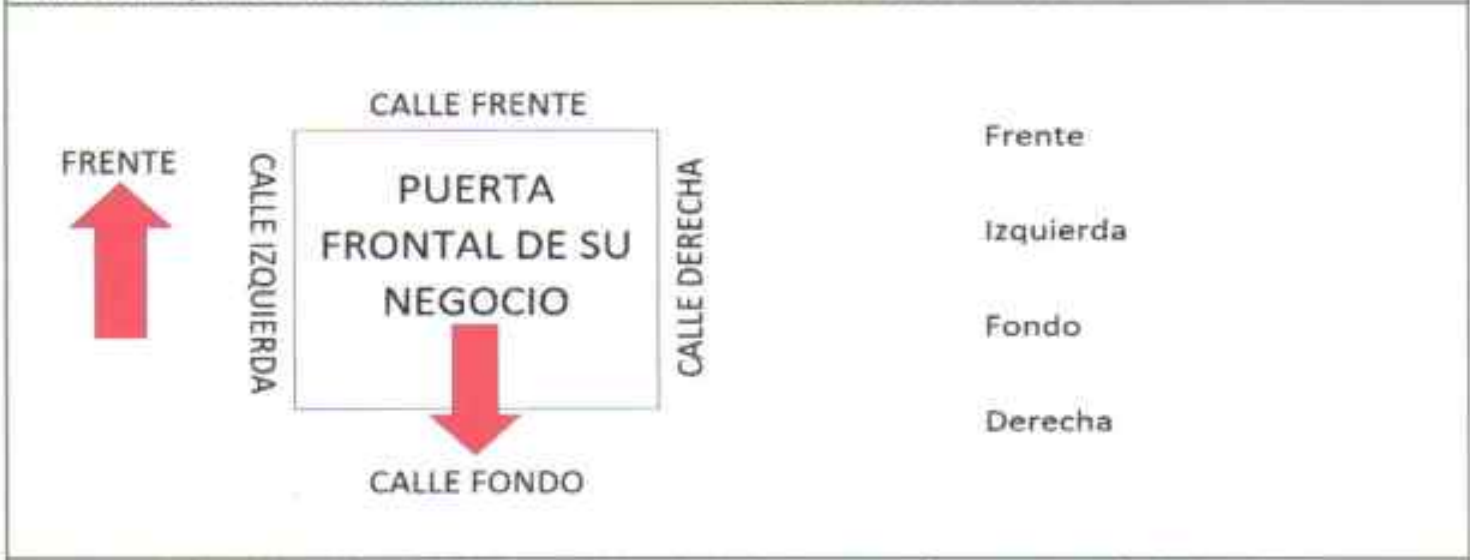 CALLE FRENTE
FRENTE
CALLE IZQUIERDA
PUERTA
FRONTAL DE SU
NEGOCIO
CALLE DERECHA
CALLE FONDO
Frente
Izquierda
Fondo
Derecha